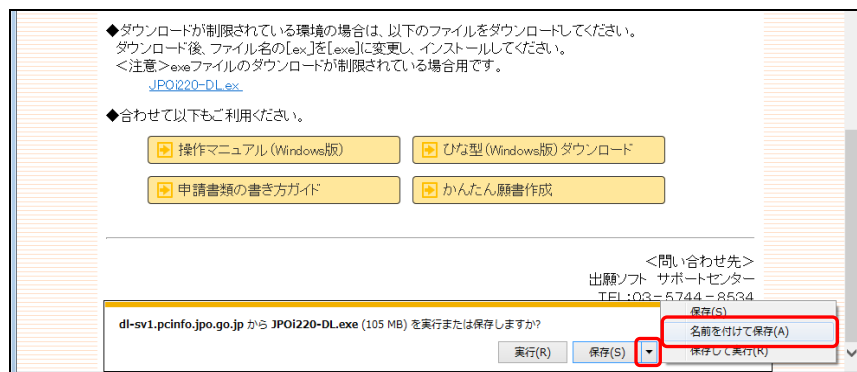 ◆ダウンロードが制限されている環境の場合は、以下のファイルをダウンロードしてください。
ダウンロード後、ファイル名の[.ex_]を[.exe]に変更し、インストールしてください。
＜注意＞exeファイルのダウンロードが制限されている場合用です。
JPOi220-DL.ex_
◆合わせて以下もご利用ください。
操作マニュアル(Windows版)
ひな型(Windows版)ダウンロード
申請書類の書き方ガイド
かんたん願書作成
＜問い合わせ先＞
出願ソフト サポートセンター
TEL:03－5744－8534
dl-sv1.pcinfo.jpo.go.jp から JPOi220-DL.exe (105 MB) を実行または保存しますか?
実行(R)
保存(S)
保存(S)
名前を付けて保存(A)
保存して実行(R)